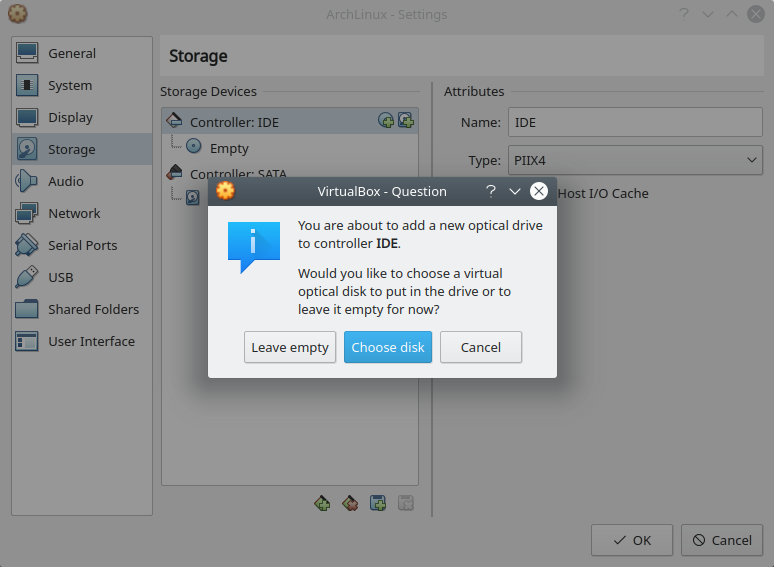 ArchLinux - Settings
General
System
Display
Storage
Audio
Network
Serial Ports
USB
Shared Folders
User Interface
Storage
Storage Devices
Controller: IDE
Empty
Controller: SATA
Attributes
Name: IDE
Type: PIIX4
Host I/O Cache
VirtualBox - Question
You are about to add a new optical drive
to controller IDE.
Would you like to choose a virtual
optical disk to put in the drive or to
leave it empty for now?
Leave empty
Choose disk
Cancel
OK
Cancel